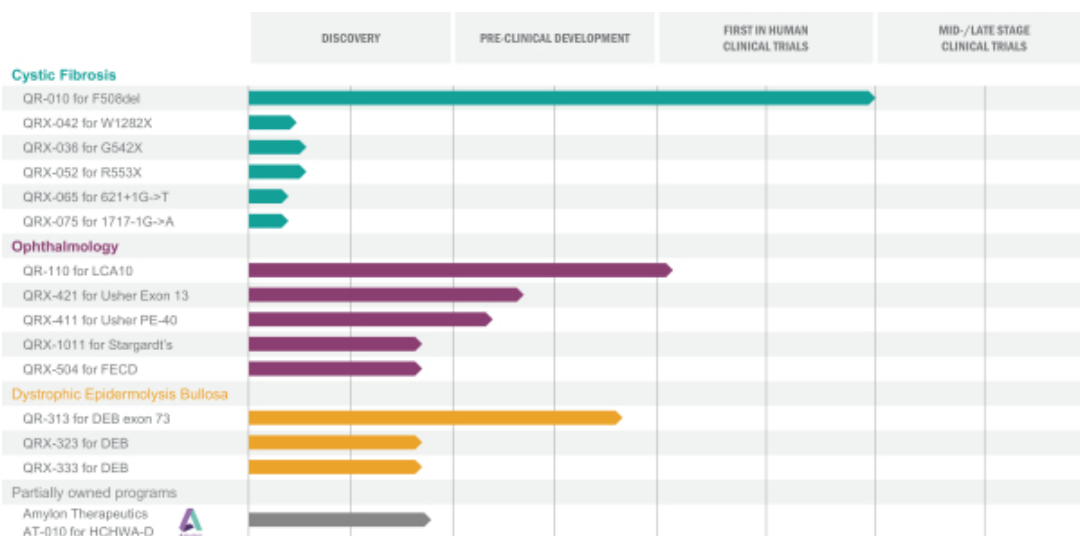 DISCOVERY
PRE-CLINICAL DEVELOPMENT
FIRST IN HUMAN
CLINICAL TRIALS
MID-/LATE STAGE
CLINICAL TRIALS
Cystic Fibrosis
QR-010 for F508del
QRX-042 for W1282X
QRX-036 for G542X
QRX-052 for R553X
QRX-065 for 621+1G->T
QRX-075 for 1717-1G->A
Ophthalmology
QR-110 for LCA10
QRX-421 for Usher Exon 13
QRX-411 for Usher PE-40
QRX-1011 for Stargardt's
QRX-504 for FECD
Dystrophic Epidermolysis Bullosa
QR-313 for DEB exon 73
QRX-323 for DEB
QRX-333 for DEB
Partially owned programs
Amylon Therapeutics
AT-010 for HCHWA-D